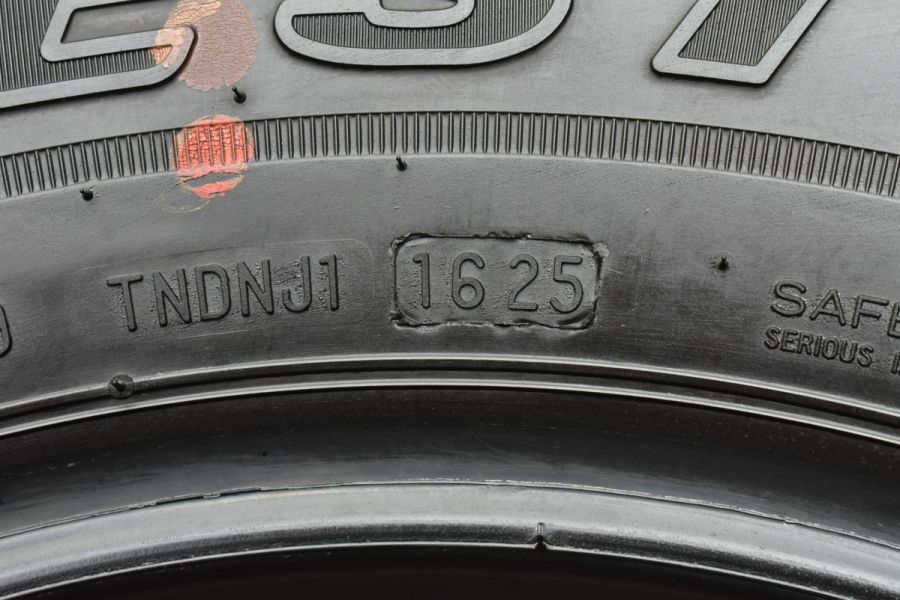 TNDNJ1 1625
SAFE
SERIOUS